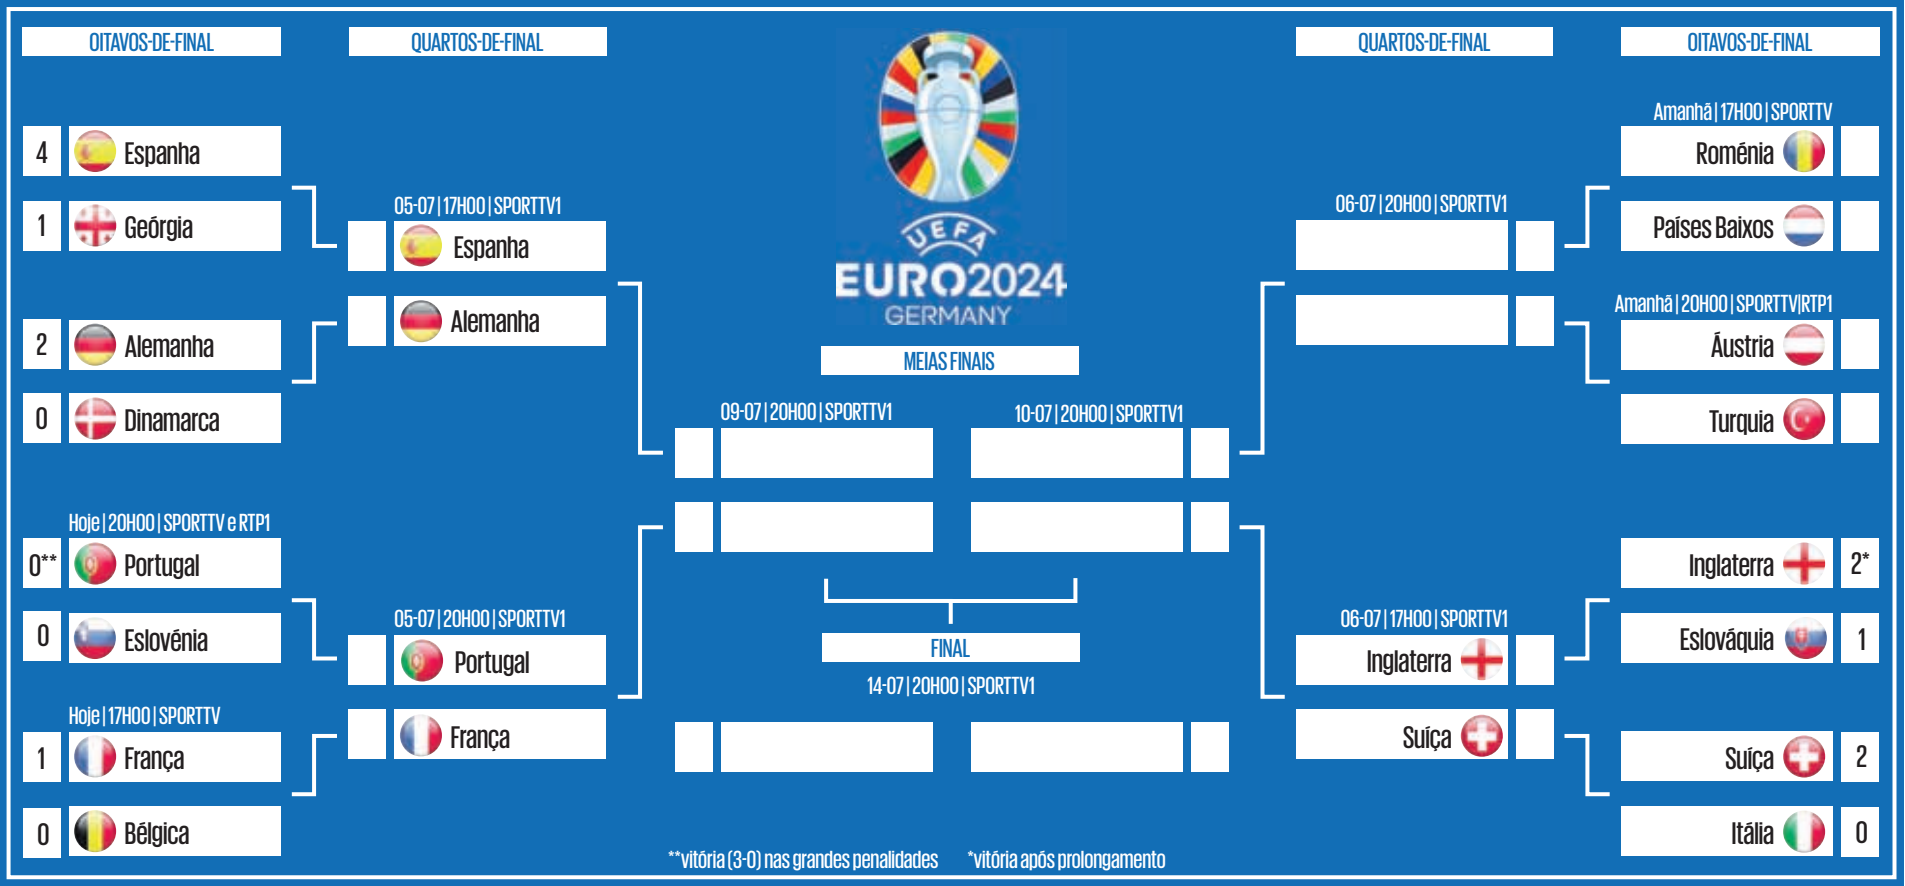 OITAVOS-DE-FINAL
QUARTOS-DE-FINAL
QUARTOS-DE-FINAL
OITAVOS-DE-FINAL
4 Espanha
1 Geórgia
2 Alemanha
0 Dinamarca
Hoje | 20H00 | SPORTTV e RTP1
0** Portugal
0 Eslovénia
Hoje | 17H00 | SPORTTV
1 França
0 Bélgica
05-07 | 17H00 | SPORTTV1
Espanha
Alemanha
05-07 | 20H00 | SPORTTV1
Portugal
França
UEFA
EURO2024
GERMANY
MEIAS FINAIS
09-07 | 20H00 | SPORTTV1
10-07 | 20H00 | SPORTTV1
FINAL
14-07 | 20H00 | SPORTTV1
**vitória (3-0) nas grandes penalidades *vitória após prolongamento
06-07 | 20H00 | SPORTTV1
06-07 | 17H00 | SPORTTV1
Inglaterra
Suíça
Amanhã | 17H00 | SPORTTV
Roménia
Países Baixos
Amanhã | 20H00 | SPORTTV|RTP1
Áustria
Turquia
Inglaterra 2*
Eslováquia 1
Suíça 2
Itália 0